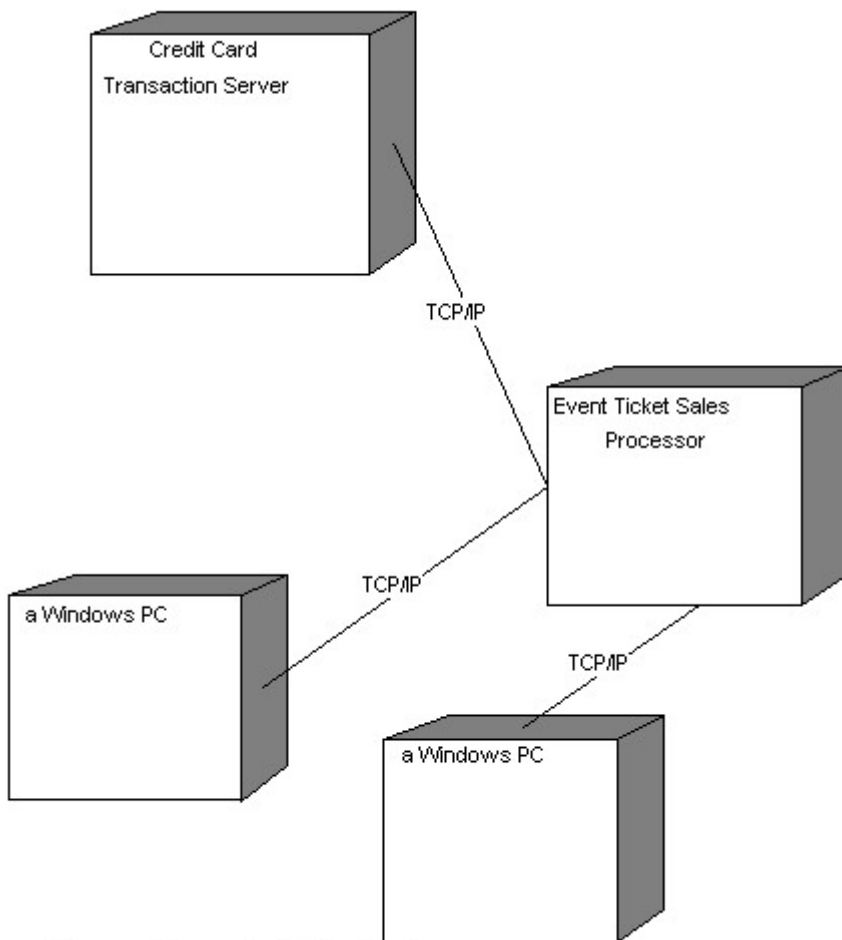 Credit Card
Transaction Server
TCP/IP
Event Ticket Sales
Processor
TCP/IP
a Windows PC
TCP/IP
a Windows PC